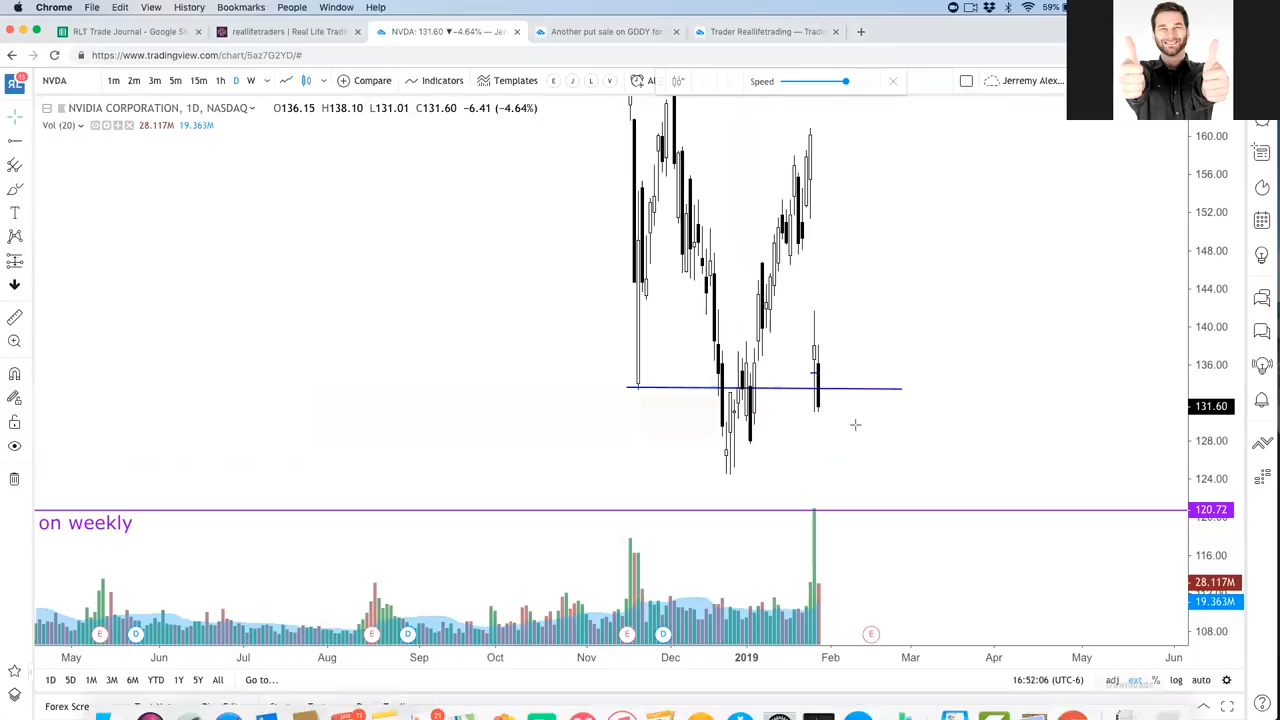 Chrome File Edit View History Bookmarks People Window Help 59%
RLT Trade Journal - Google Sh reallifetraders | Real Life Tradi NVDA: 131.60 ▼−4.64% — Jerr Another put sale on GDDY for Trader Reallifetrading — Trade
https://www.tradingview.com/chart/5az7G2YD/#
15 NVDA 1m 2m 3m 5m 15m 1h D W Compare Indicators Templates E J L V Al Speed Jerremy Alex...
NVIDIA CORPORATION, 1D, NASDAQ O136.15 H138.10 L131.01 C131.60 −6.41 (−4.64%)
Vol (20) 28.117M 19.363M
160.00
156.00
152.00
148.00
144.00
140.00
136.00
131.60
128.00
124.00
120.72
on weekly
116.00
28.117M
19.363M
108.00
E D E D E D E
May Jun Jul Aug Sep Oct Nov Dec 2019 Feb Mar Apr May Jun
1D 5D 1M 3M 6M YTD 1Y 5Y All Go to... 16:52:06 (UTC-6) adj ext % log auto
Forex Scre